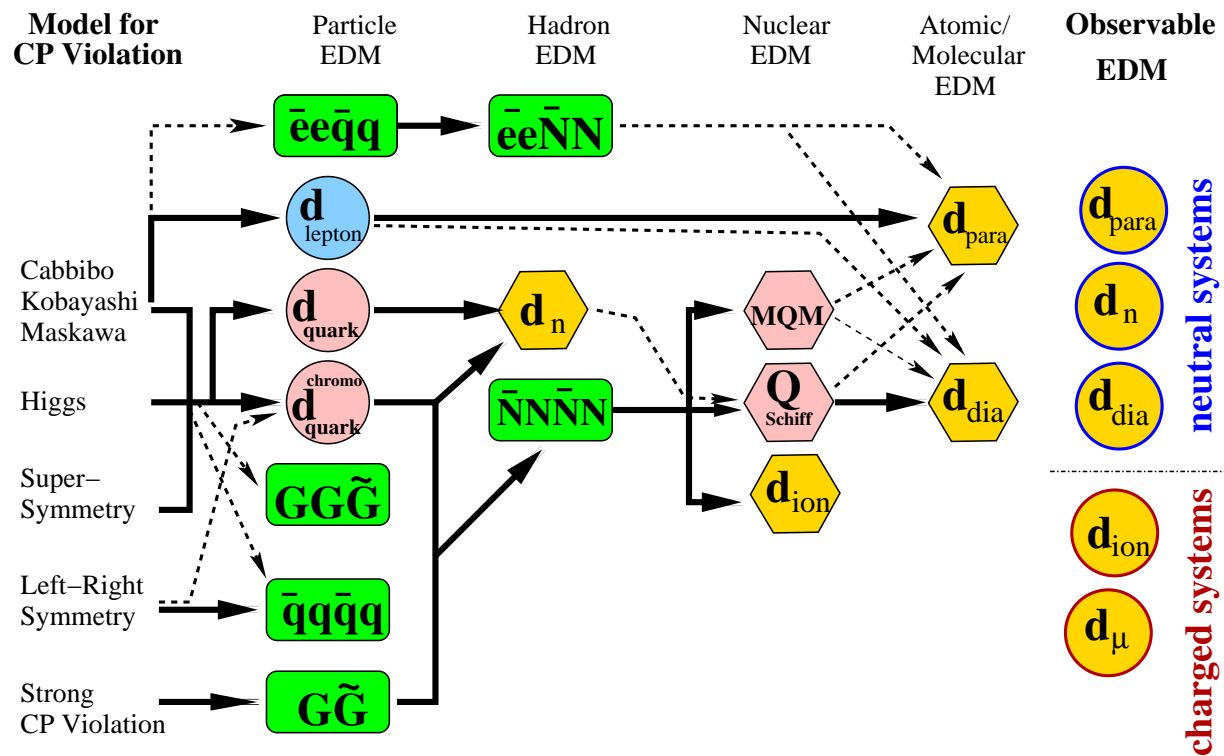 Model for
CP Violation
Particle
EDM
Hadron
EDM
Nuclear
EDM
Atomic/
Molecular
EDM
Observable
EDM
ēeq̄q
ēeN̄N
d lepton
d para
d para
Cabbibo
Kobayashi
Maskawa
d quark
d n
MQM
d n
Higgs
d chromo quark
N̄NN̄N
Q Schiff
d dia
d dia
neutral systems
Super−
Symmetry
GGG̃
d ion
d ion
Left−Right
Symmetry
q̄qq̄q
d μ
Strong
CP Violation
GG̃
charged systems